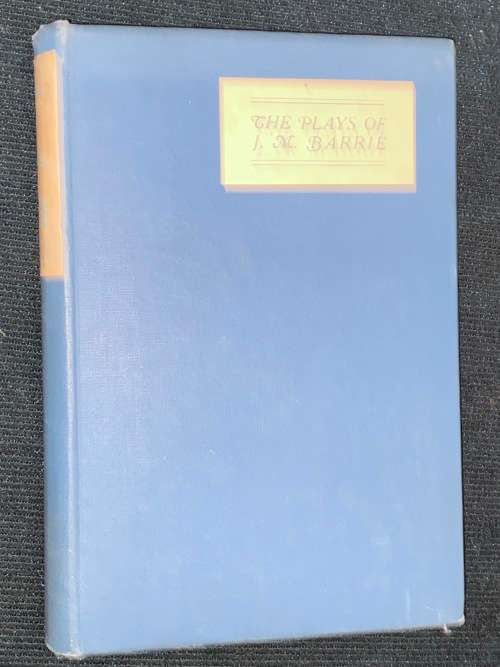 THE PLAYS OF
J. M. BARRIE